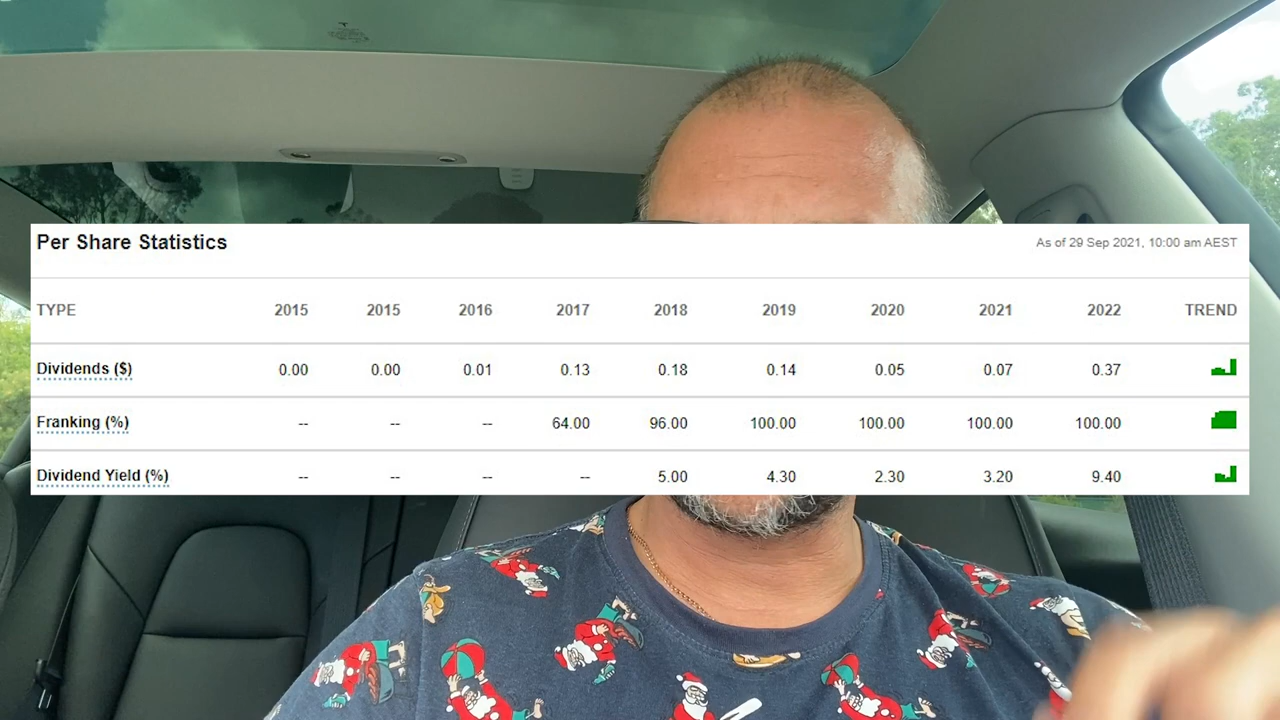 Per Share Statistics As of 29 Sep 2021, 10:00 am AEST
TYPE 2015 2015 2016 2017 2018 2019 2020 2021 2022 TREND
Dividends ($) 0.00 0.00 0.01 0.13 0.18 0.14 0.05 0.07 0.37
Franking (%) -- -- -- 64.00 96.00 100.00 100.00 100.00 100.00
Dividend Yield (%) -- -- -- -- 5.00 4.30 2.30 3.20 9.40